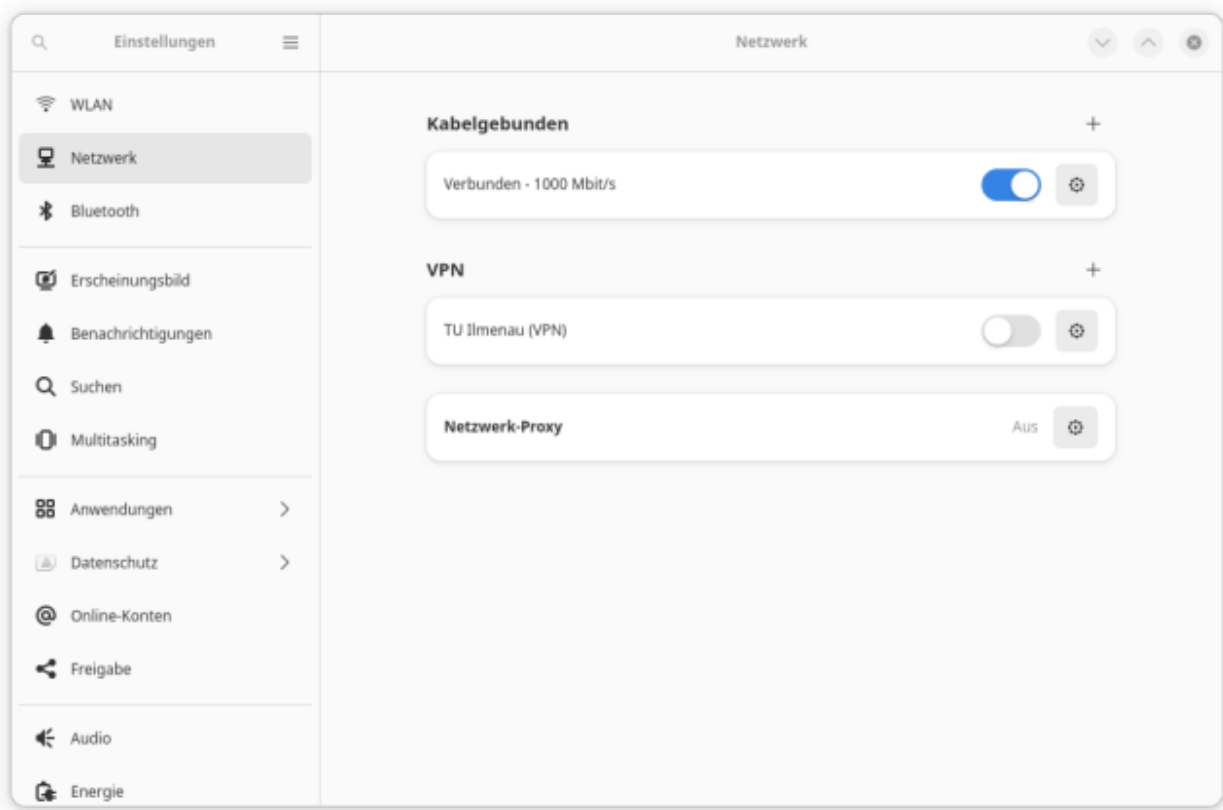 Einstellungen
Netzwerk
WLAN
Netzwerk
Bluetooth
Erscheinungsbild
Benachrichtigungen
Suchen
Multitasking
Anwendungen
Datenschutz
Online-Konten
Freigabe
Audio
Energie
Kabelgebunden
Verbunden - 1000 Mbit/s
VPN
TU Ilmenau (VPN)
Netzwerk-Proxy Aus